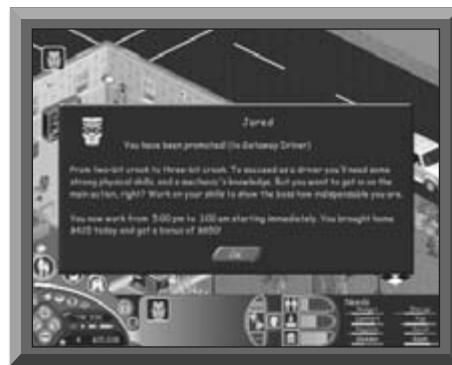 Jared
You have been promoted! (to Getaway Driver)
From two-bit crook to three-bit crook. To succeed as a driver you'll need some
strong physical skills, and a mechanic's knowledge. But you want to get in on the
main action, right? Work on your skills to show the boss how indispensable you are.
You now work from 5:00 pm to 1:00 am starting immediately. You brought home
today and got a bonus of
Ok
Needs